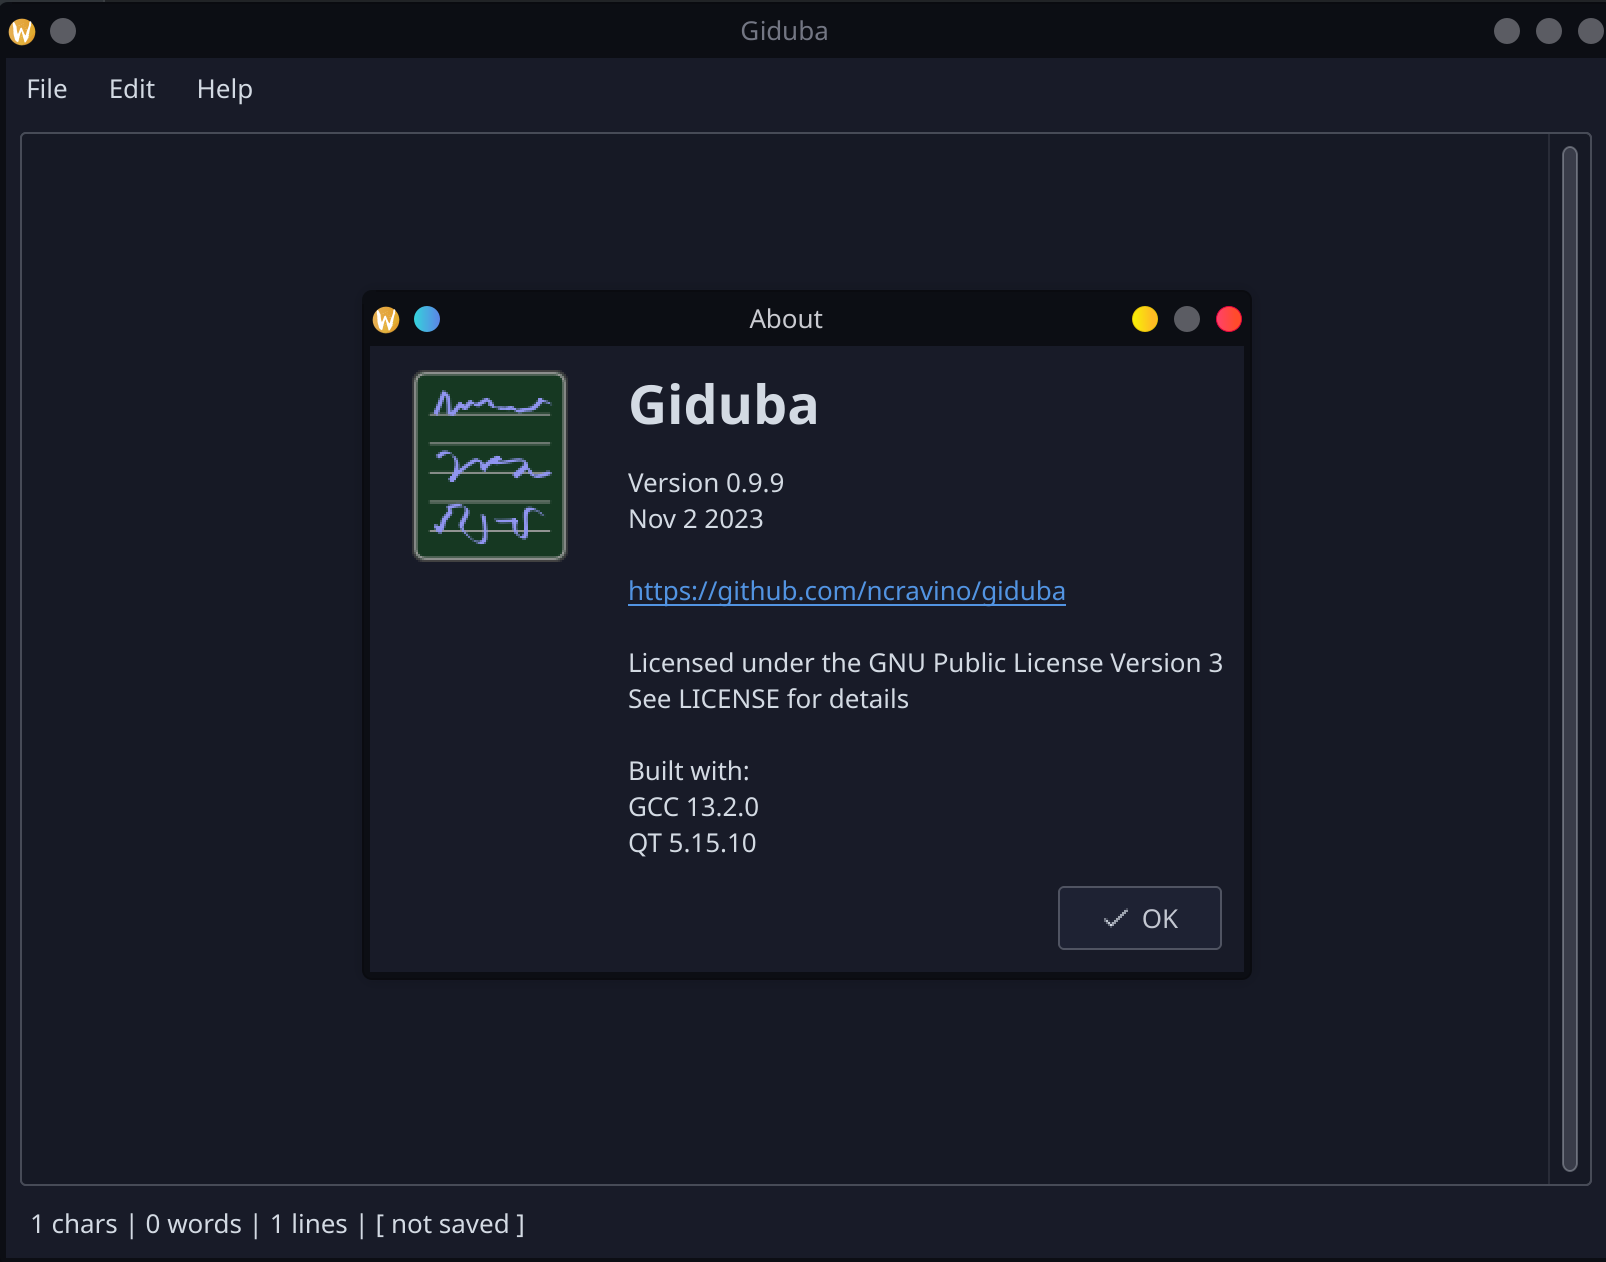 Giduba
File Edit Help
About
Giduba
Version 0.9.9
Nov 2 2023
https://github.com/ncravino/giduba
Licensed under the GNU Public License Version 3
See LICENSE for details
Built with:
GCC 13.2.0
QT 5.15.10
OK
1 chars | 0 words | 1 lines | [ not saved ]